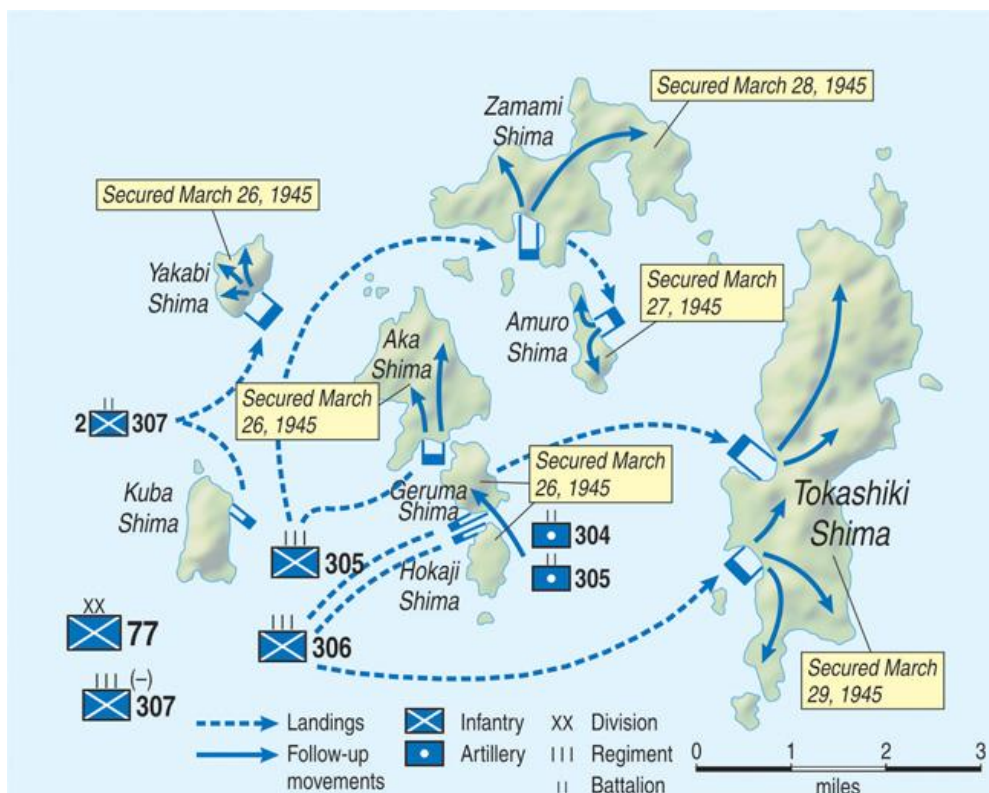 Zamami
Shima
Secured March 28, 1945
Secured March 26, 1945
Yakabi
Shima
Secured March
27, 1945
Amuro
Shima
Aka
Shima
Secured March
26, 1945
2 307
Secured March
26, 1945
Kuba
Shima
Geruma
Shima
Tokashiki
Shima
304
305
305
Hokaji
Shima
XX
77
306
(–)
307
Secured March
29, 1945
Landings
Infantry
XX Division
Follow-up
movements
Artillery
III Regiment
II Battalion
0 1 2 3
miles